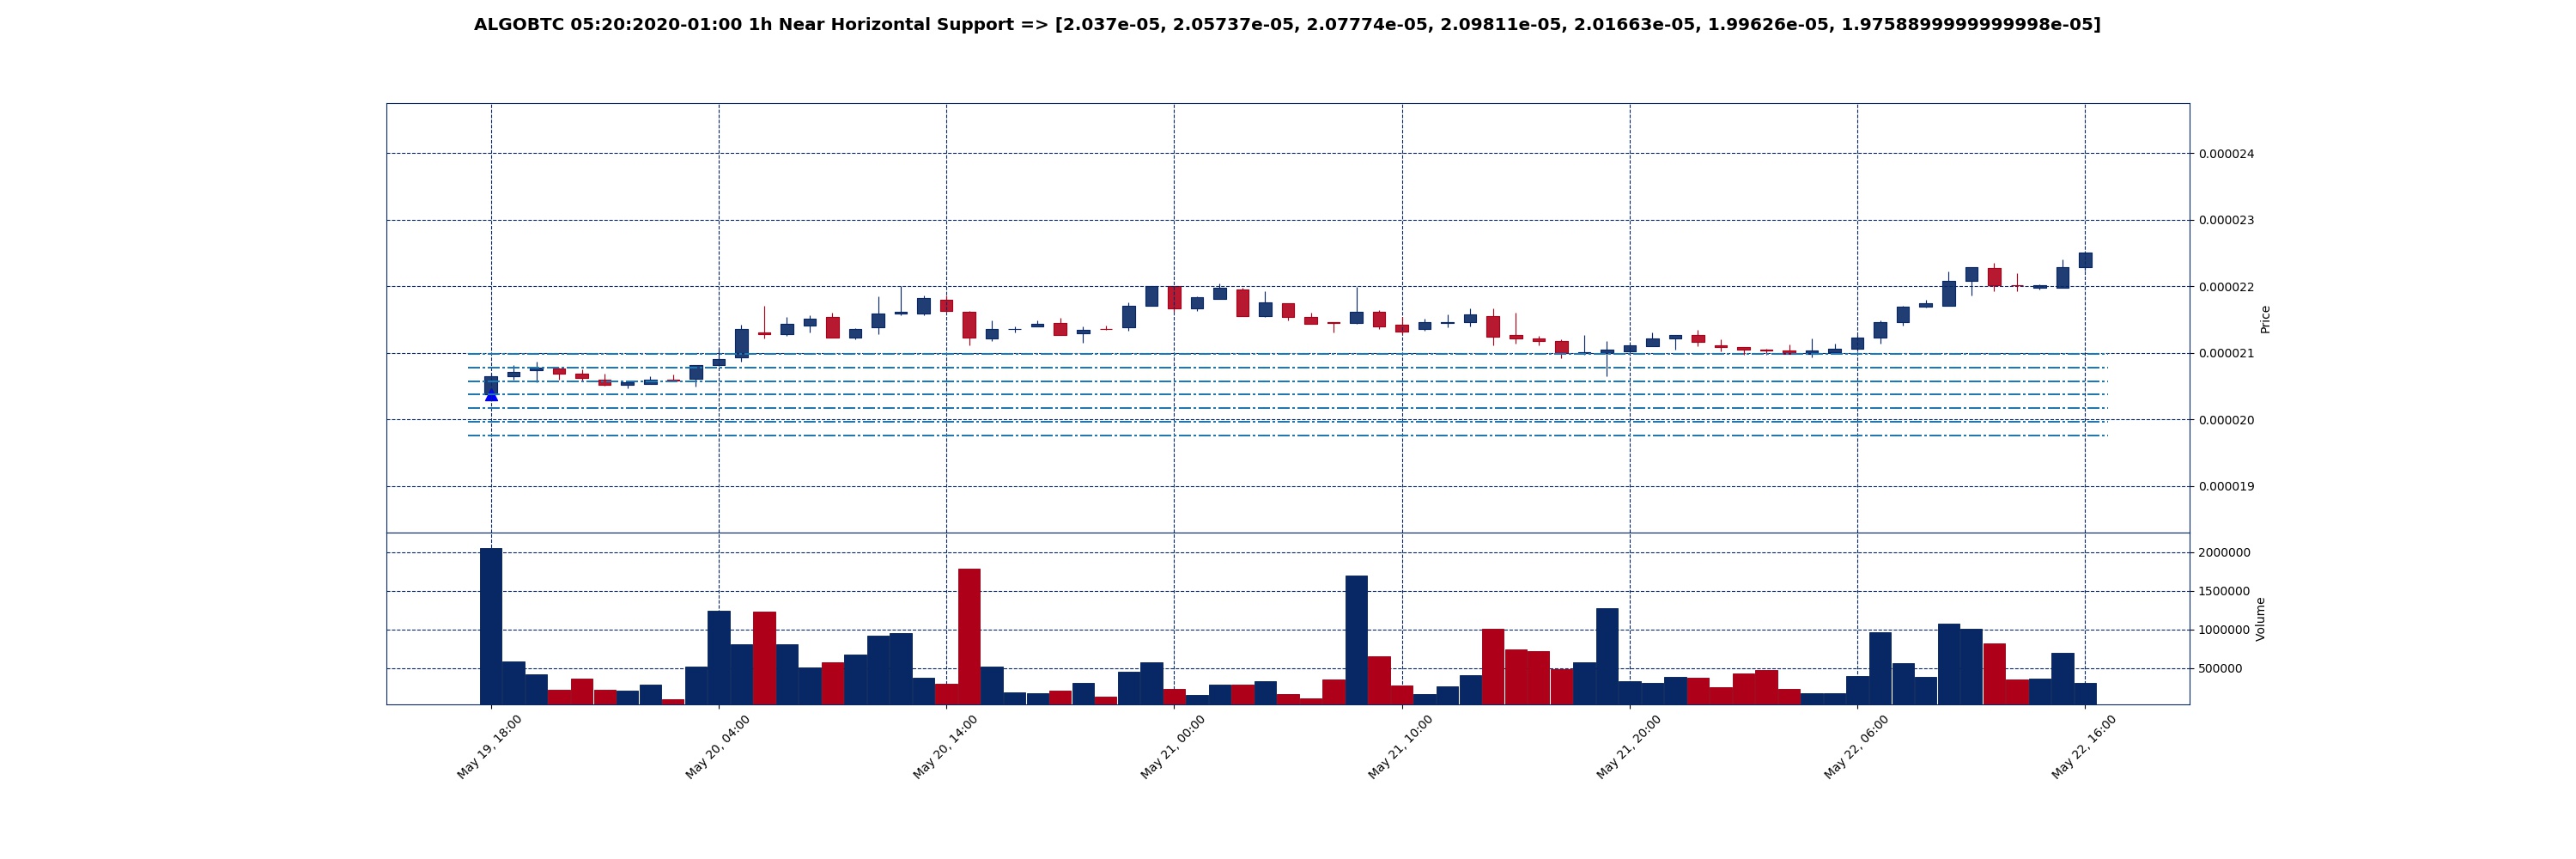 ALGOBTC 05:20:2020-01:00 1h Near Horizontal Support => [2.037e-05, 2.05737e-05, 2.07774e-05, 2.09811e-05, 2.01663e-05, 1.99626e-05, 1.9758899999999998e-05]
0.000024
0.000023
0.000022
0.000021
0.000020
0.000019
Price
2000000
1500000
1000000
500000
Volume
May 19, 18:00
May 20, 04:00
May 20, 14:00
May 21, 00:00
May 21, 10:00
May 21, 20:00
May 22, 06:00
May 22, 16:00